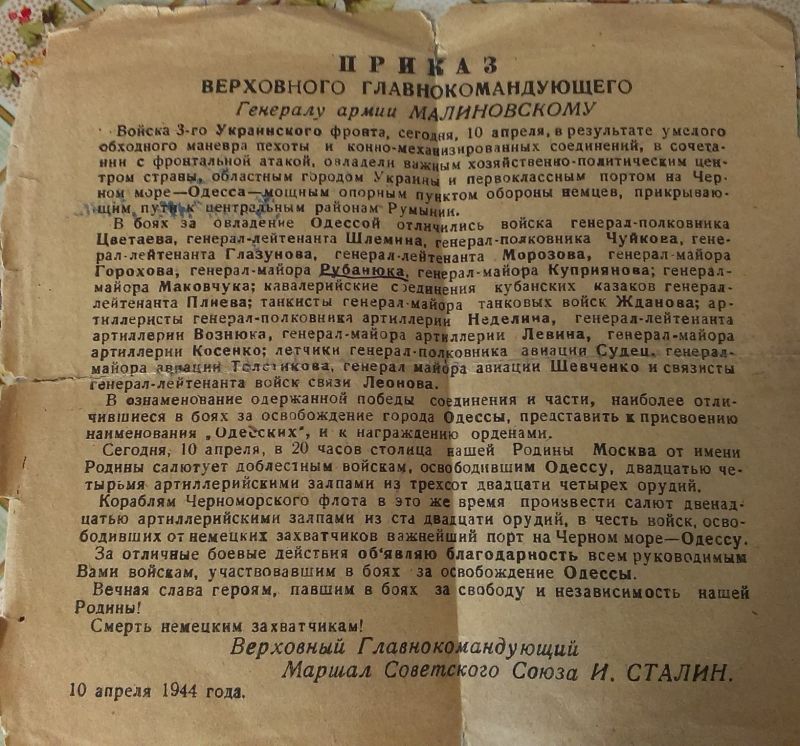 ПРИКАЗ
ВЕРХОВНОГО ГЛАВНОКОМАНДУЮЩЕГО
Генералу армии МАЛИНОВСКОМУ
Войска 3-го Украинского фронта, сегодня, 10 апреля, в результате умелого
обходного маневра пехоты и конно-механизированных соединений, в сочета-
нии с фронтальной атакой, овладели важным хозяйственно-политическим цен-
тром страны, областным городом Украины и первоклассным портом на Чер-
ном море—Одесса—мощным опорным пунктом обороны немцев, прикрываю-
щим пути к центральным районам Румынии.
В боях за овладение Одессой отличились войска генерал-полковника
Цветаева, генерал-лейтенанта Шлемина, генерал-полковника Чуйкова, гене-
рал-лейтенанта Глазунова, генерал-лейтенанта Морозова, генерал-майора
Горохова, генерал-майора Рубанюка, генерал-майора Куприянова; генерал-
майора Маковчука; кавалерийские соединения кубанских казаков генерал-
лейтенанта Плиева; танкисты генерал-майора танковых войск Жданова; ар-
тиллеристы генерал-полковника артиллерии Неделина, генерал-лейтенанта
артиллерии Вознюка, генерал-майора артиллерии Левина, генерал-майора
артиллерии Косенко; летчики генерал-полковника авиации Судец, генерал-
майора авиации Толстикова, генерал майора авиации Шевченко и связисты
генерал-лейтенанта войск связи Леонова.
В ознаменование одержанной победы соединения и части, наиболее отли-
чившиеся в боях за освобождение города Одессы, представить к присвоению
наименования „Одесских", и к награждению орденами.
Сегодня, 10 апреля, в 20 часов столица нашей Родины Москва от имени
Родины салютует доблестным войскам, освободившим Одессу, двадцатью че-
тырьмя артиллерийскими залпами из трехсот двадцати четырех орудий.
Кораблям Черноморского флота в это же время произвести салют двенад-
цатью артиллерийскими залпами из ста двадцати орудий, в честь войск, осво-
бодивших от немецких захватчиков важнейший порт на Черном море—Одессу.
За отличные боевые действия об'являю благодарность всем руководимым
Вами войскам, участвовавшим в боях за освобождение Одессы.
Вечная слава героям, павшим в боях за свободу и независимость нашей
Родины!
Смерть немецким захватчикам!
Верховный Главнокомандующий
Маршал Советского Союза И. СТАЛИН.
10 апреля 1944 года.